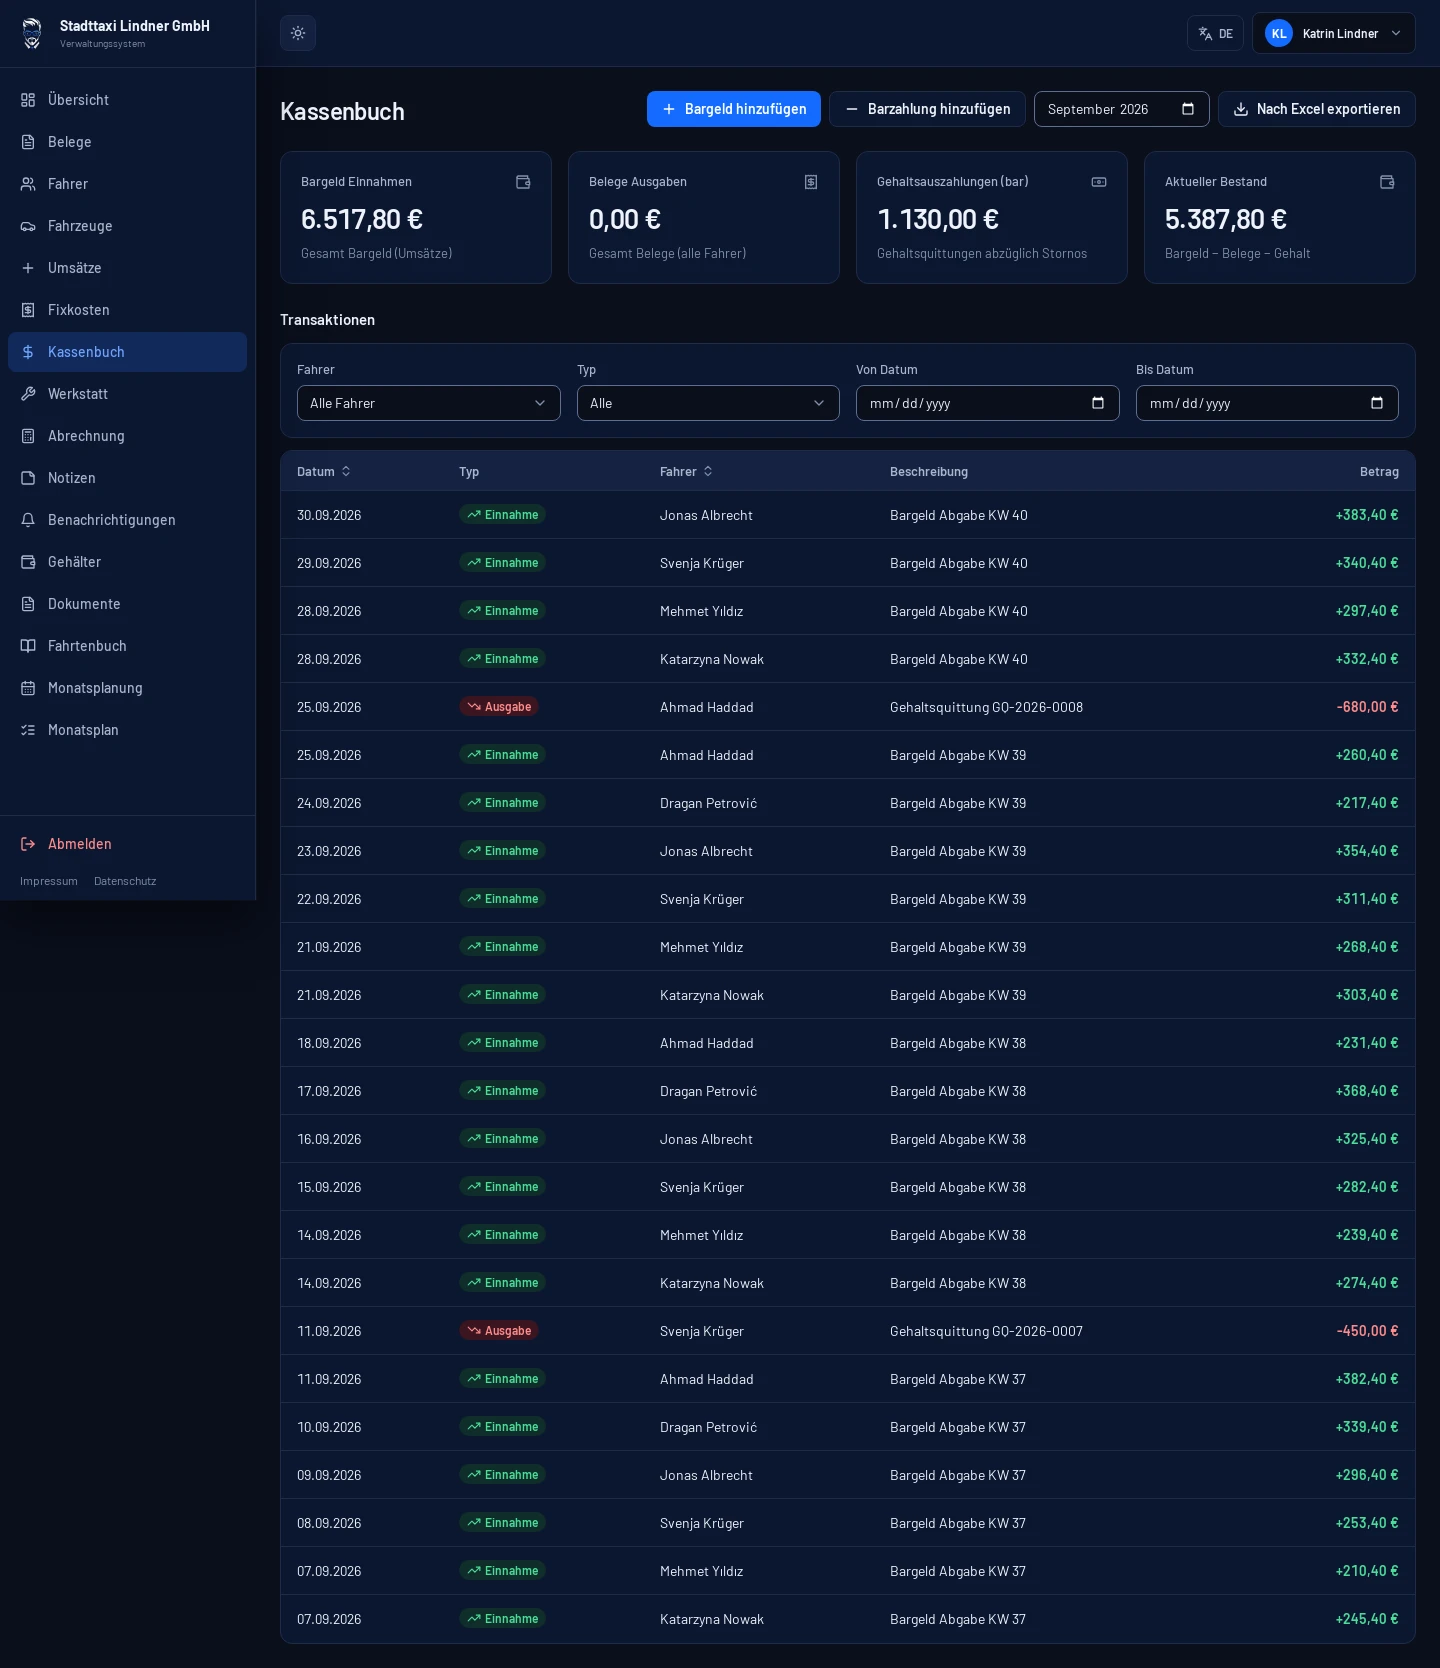 Stadttaxi Lindner GmbH
Verwaltungssystem
DE
KL Katrin Lindner
Übersicht
Belege
Fahrer
Fahrzeuge
Umsätze
Fixkosten
Kassenbuch
Werkstatt
Abrechnung
Notizen
Benachrichtigungen
Gehälter
Dokumente
Fahrtenbuch
Monatsplanung
Monatsplan
Abmelden
Impressum Datenschutz
Kassenbuch
Bargeld hinzufügen Barzahlung hinzufügen September 2026 Nach Excel exportieren
Bargeld Einnahmen
6.517,80 €
Gesamt Bargeld (Umsätze)
Belege Ausgaben
0,00 €
Gesamt Belege (alle Fahrer)
Gehaltsauszahlungen (bar)
1.130,00 €
Gehaltsquittungen abzüglich Stornos
Aktueller Bestand
5.387,80 €
Bargeld – Belege – Gehalt
Transaktionen
Fahrer Typ Von Datum Bis Datum
Alle Fahrer Alle mm/dd/yyyy mm/dd/yyyy
Datum Typ Fahrer Beschreibung Betrag
30.09.2026 Einnahme Jonas Albrecht Bargeld Abgabe KW 40 +383,40 €
29.09.2026 Einnahme Svenja Krüger Bargeld Abgabe KW 40 +340,40 €
28.09.2026 Einnahme Mehmet Yıldız Bargeld Abgabe KW 40 +297,40 €
28.09.2026 Einnahme Katarzyna Nowak Bargeld Abgabe KW 40 +332,40 €
25.09.2026 Ausgabe Ahmad Haddad Gehaltsquittung GQ-2026-0008 -680,00 €
25.09.2026 Einnahme Ahmad Haddad Bargeld Abgabe KW 39 +260,40 €
24.09.2026 Einnahme Dragan Petrović Bargeld Abgabe KW 39 +217,40 €
23.09.2026 Einnahme Jonas Albrecht Bargeld Abgabe KW 39 +354,40 €
22.09.2026 Einnahme Svenja Krüger Bargeld Abgabe KW 39 +311,40 €
21.09.2026 Einnahme Mehmet Yıldız Bargeld Abgabe KW 39 +268,40 €
21.09.2026 Einnahme Katarzyna Nowak Bargeld Abgabe KW 39 +303,40 €
18.09.2026 Einnahme Ahmad Haddad Bargeld Abgabe KW 38 +231,40 €
17.09.2026 Einnahme Dragan Petrović Bargeld Abgabe KW 38 +368,40 €
16.09.2026 Einnahme Jonas Albrecht Bargeld Abgabe KW 38 +325,40 €
15.09.2026 Einnahme Svenja Krüger Bargeld Abgabe KW 38 +282,40 €
14.09.2026 Einnahme Mehmet Yıldız Bargeld Abgabe KW 38 +239,40 €
14.09.2026 Einnahme Katarzyna Nowak Bargeld Abgabe KW 38 +274,40 €
11.09.2026 Ausgabe Svenja Krüger Gehaltsquittung GQ-2026-0007 -450,00 €
11.09.2026 Einnahme Ahmad Haddad Bargeld Abgabe KW 37 +382,40 €
10.09.2026 Einnahme Dragan Petrović Bargeld Abgabe KW 37 +339,40 €
09.09.2026 Einnahme Jonas Albrecht Bargeld Abgabe KW 37 +296,40 €
08.09.2026 Einnahme Svenja Krüger Bargeld Abgabe KW 37 +253,40 €
07.09.2026 Einnahme Mehmet Yıldız Bargeld Abgabe KW 37 +210,40 €
07.09.2026 Einnahme Katarzyna Nowak Bargeld Abgabe KW 37 +245,40 €